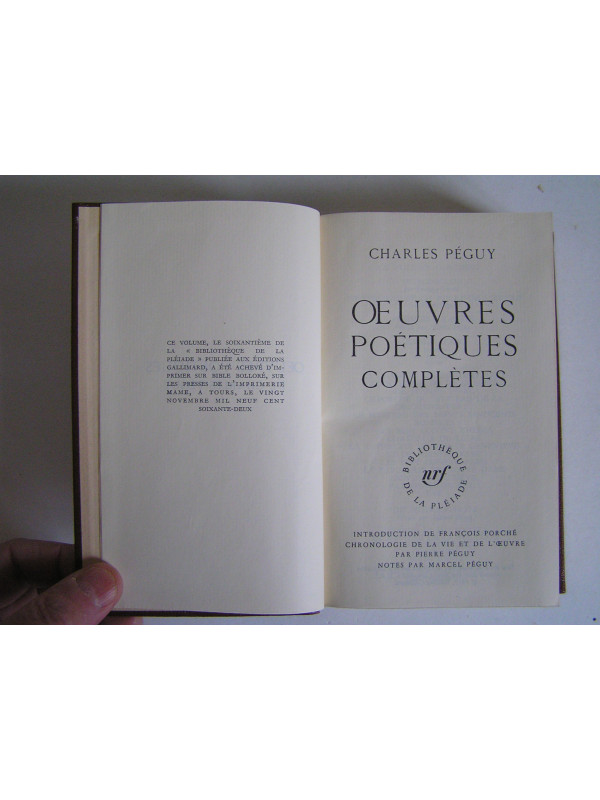 CE VOLUME, LE SOIXANTIÈME DE
LA « BIBLIOTHÈQUE DE LA
PLÉIADE » PUBLIÉE AUX ÉDITIONS
GALLIMARD, A ÉTÉ ACHEVÉ D'IM-
PRIMER SUR BIBLE BOLLORÉ, SUR
LES PRESSES DE L'IMPRIMERIE
MAME, A TOURS, LE VINGT
NOVEMBRE MIL NEUF CENT
SOIXANTE-DEUX
CHARLES PÉGUY
ŒUVRES
POÉTIQUES
COMPLÈTES
BIBLIOTHÈQUE
nrf
DE LA PLÉIADE
INTRODUCTION DE FRANÇOIS PORCHÉ
CHRONOLOGIE DE LA VIE ET DE L'ŒUVRE
PAR PIERRE PÉGUY
NOTES PAR MARCEL PÉGUY